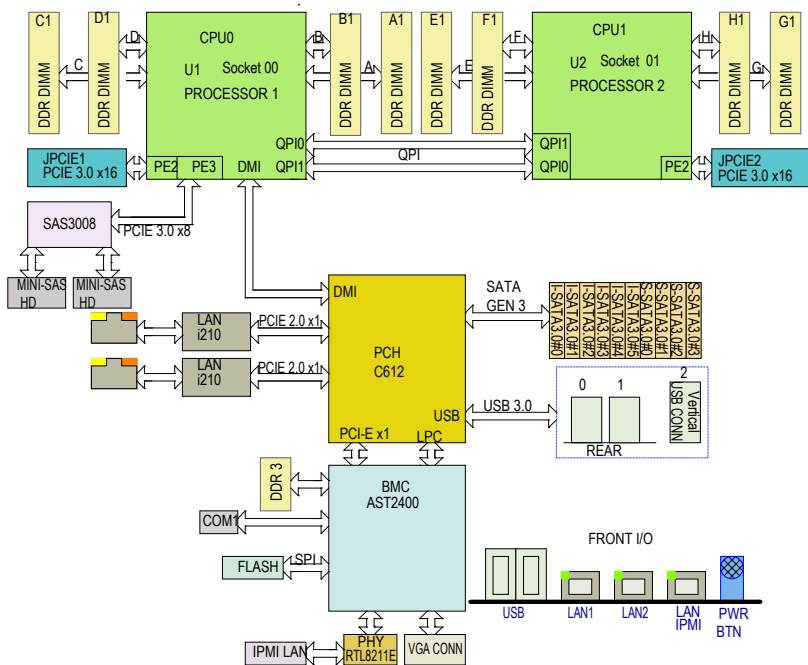 C1
D1
B1
A1
E1
F1
H1
G1
DDR DIMM
DDR DIMM
DDR DIMM
DDR DIMM
DDR DIMM
DDR DIMM
DDR DIMM
DDR DIMM
D
C
B
A
F
E
H
G
CPU0
U1 Socket 00
PROCESSOR 1
CPU1
U2 Socket 01
PROCESSOR 2
QPI0
QPI1
QPI
QPI1
QPI0
JPCIE1
PCIE 3.0 x16
PE2
PE3
DMI
PE2
JPCIE2
PCIE 3.0 x16
SAS3008
PCIE 3.0 x8
MINI-SAS
HD
MINI-SAS
HD
DMI
SATA
GEN 3
I-SATA3.0#0
I-SATA3.0#1
I-SATA3.0#2
I-SATA3.0#3
I-SATA3.0#4
I-SATA3.0#5
S-SATA3.0#0
S-SATA3.0#1
S-SATA3.0#2
S-SATA3.0#3
LAN
i210
PCIE 2.0 x1
LAN
i210
PCIE 2.0 x1
PCH
C612
USB
USB 3.0
0
1
2
Vertical
USB CONN
REAR
PCI-E x1
LPC
DDR 3
BMC
AST2400
COM1
FLASH
SPI
IPMI LAN
PHY
RTL8211E
VGA CONN
FRONT I/O
USB
LAN1
LAN2
LAN
IPMI
PWR
BTN